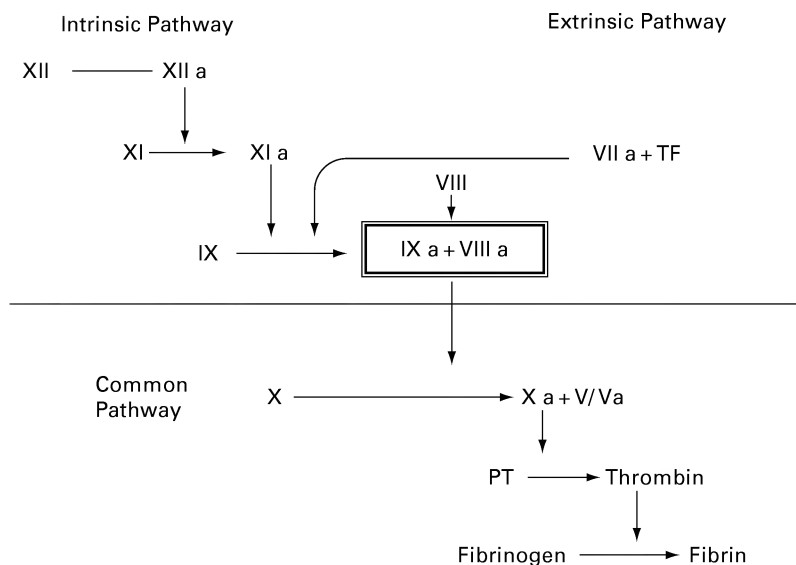 Intrinsic Pathway
Extrinsic Pathway
XII
XII a
XI
XI a
VII a + TF
VIII
IX
IX a + VIII a
Common
Pathway
X
X a + V/Va
PT
Thrombin
Fibrinogen
Fibrin